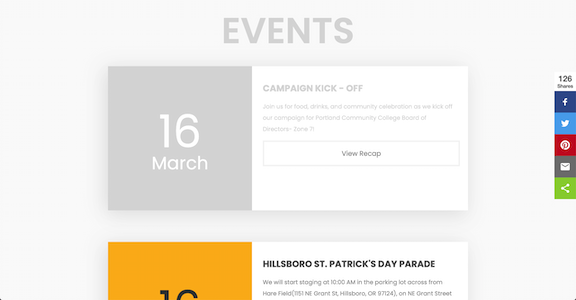 EVENTS
126
Shares
16
March
CAMPAIGN KICK - OFF
Join us for food, drinks, and community celebration as we kick off
our campaign for Portland Community College Board of
Directors- Zone 7!
View Recap
HILLSBORO ST. PATRICK'S DAY PARADE
We will start staging at 10:00 AM in the parking lot across from
Hare Field(1151 NE Grant St, Hillsboro, OR 97124), on NE Grant Street